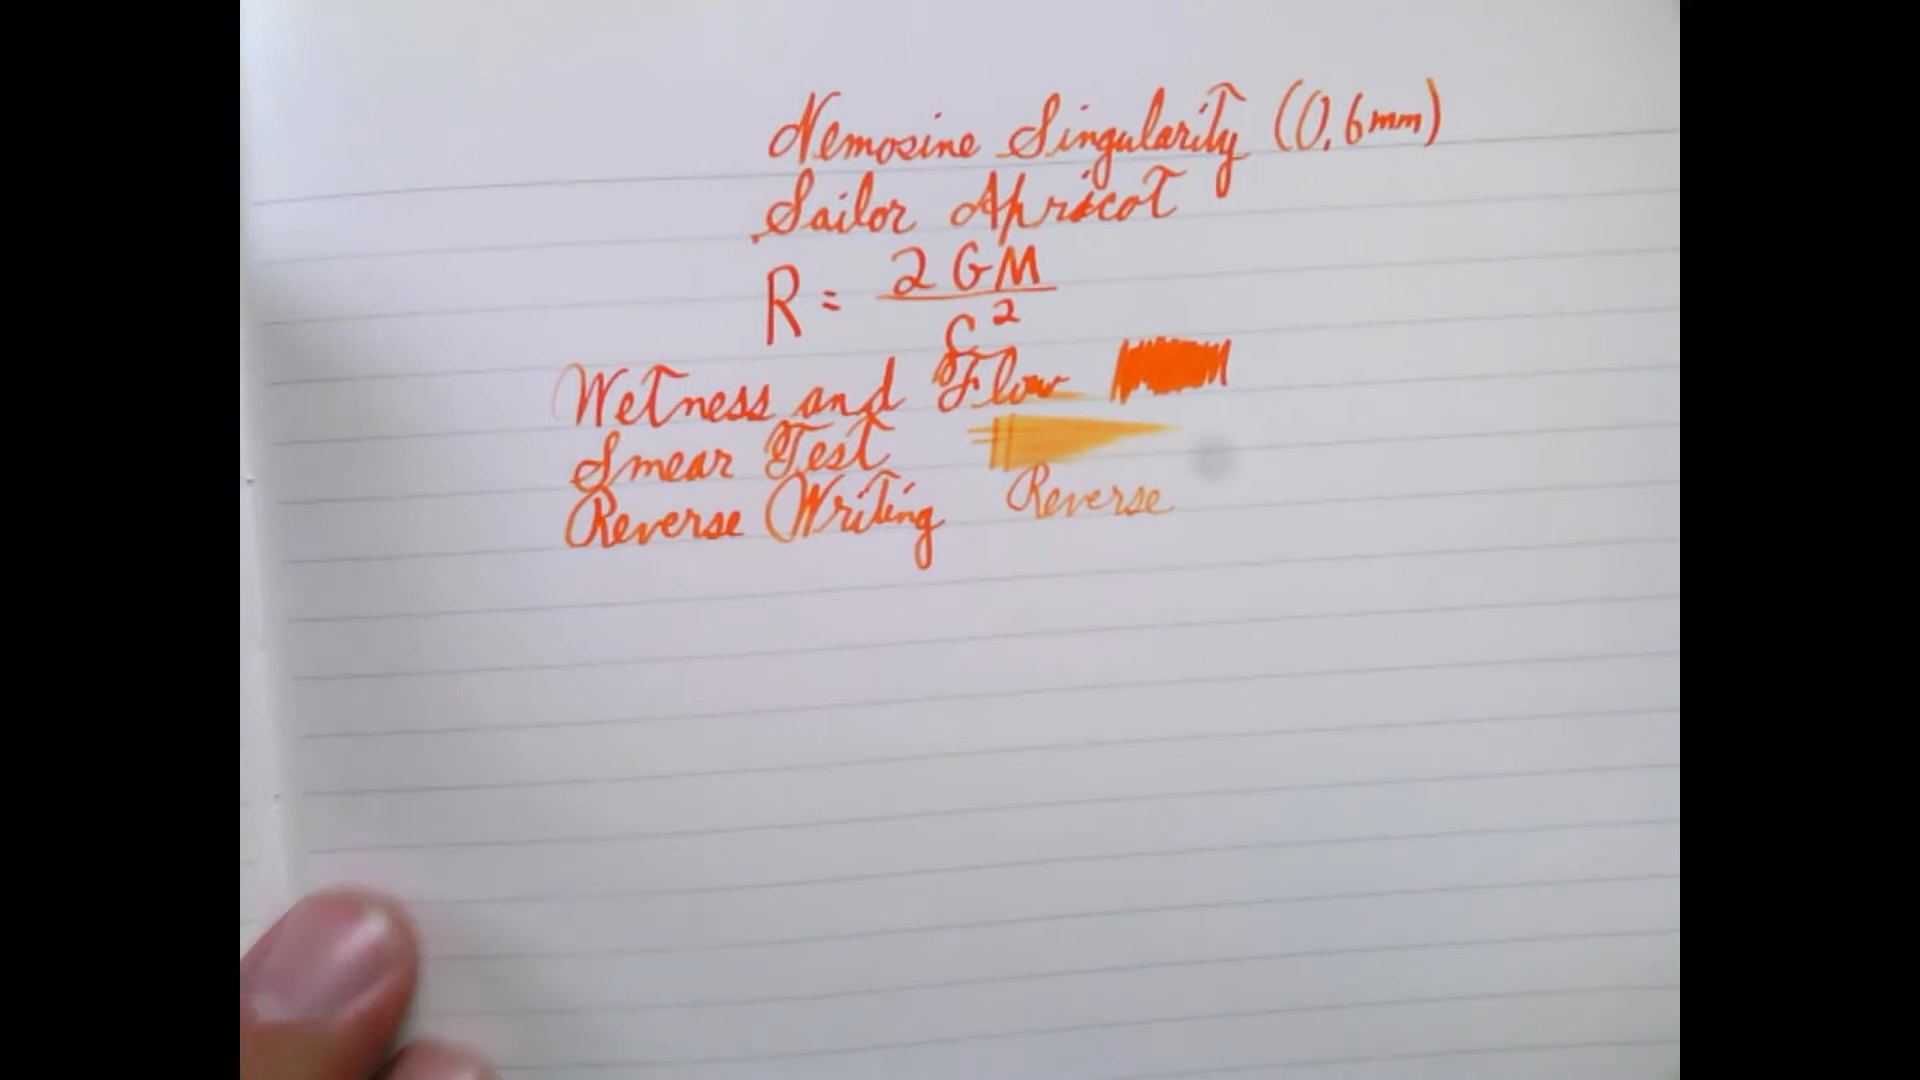 Nemosine Singularity (0.6mm)
Sailor Apricot
R = 2GM
c²
Wetness and Flow
Smear Test
Reverse Writing Reverse